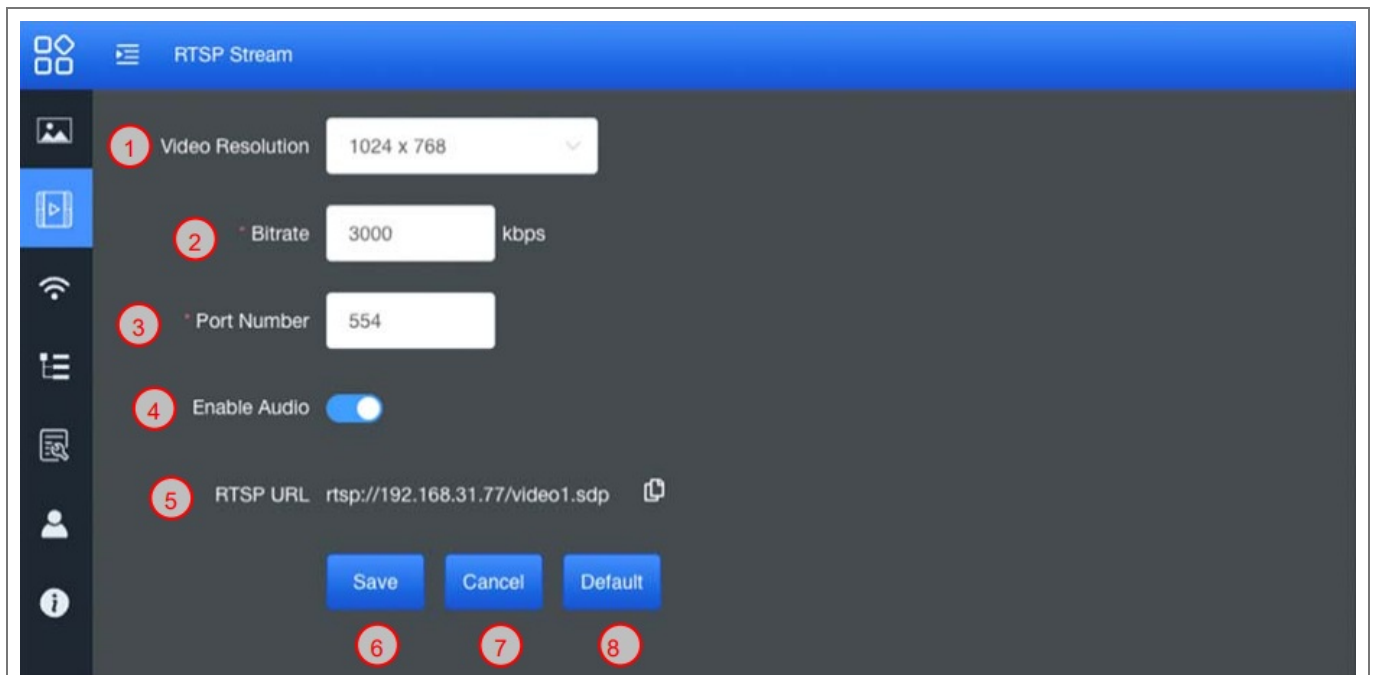 RTSP Stream
1 Video Resolution 1024 x 768
2 * Bitrate 3000 kbps
3 * Port Number 554
4 Enable Audio
5 RTSP URL rtsp://192.168.31.77/video1.sdp
Save Cancel Default
6 7 8